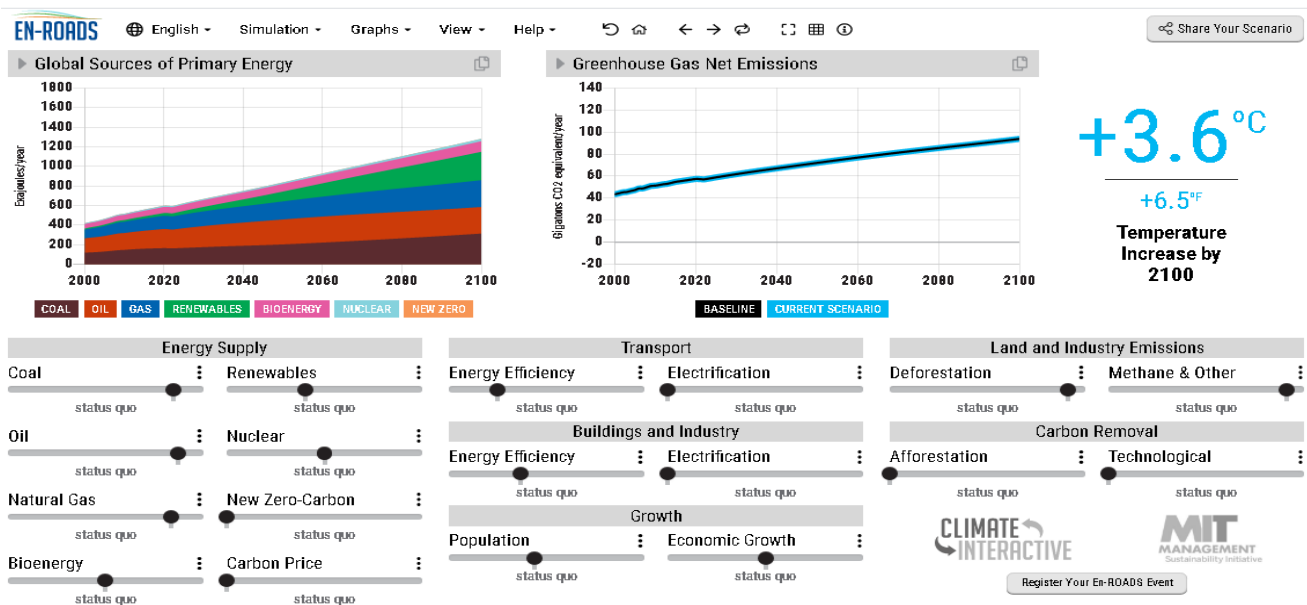 EN-ROADS English Simulation Graphs View Help Share Your Scenario
Global Sources of Primary Energy
Exajoules/year
1800
1600
1400
1200
1000
800
600
400
200
0
2000 2020 2040 2060 2080 2100
COAL OIL GAS RENEWABLES BIOENERGY NUCLEAR NEW ZERO
Greenhouse Gas Net Emissions
Gigatons CO2 equivalent/year
140
120
100
80
60
40
20
0
-20
2000 2020 2040 2060 2080 2100
BASELINE CURRENT SCENARIO
+3.6°C
+6.5°F
Temperature
Increase by
2100
Energy Supply
Coal Renewables
status quo status quo
Oil Nuclear
status quo status quo
Natural Gas New Zero-Carbon
status quo status quo
Bioenergy Carbon Price
status quo status quo
Transport
Energy Efficiency Electrification
status quo status quo
Buildings and Industry
Energy Efficiency Electrification
status quo status quo
Growth
Population Economic Growth
status quo status quo
Land and Industry Emissions
Deforestation Methane & Other
status quo status quo
Carbon Removal
Afforestation Technological
status quo status quo
CLIMATE
INTERACTIVE
MIT
MANAGEMENT
Sustainability Initiative
Register Your En-ROADS Event